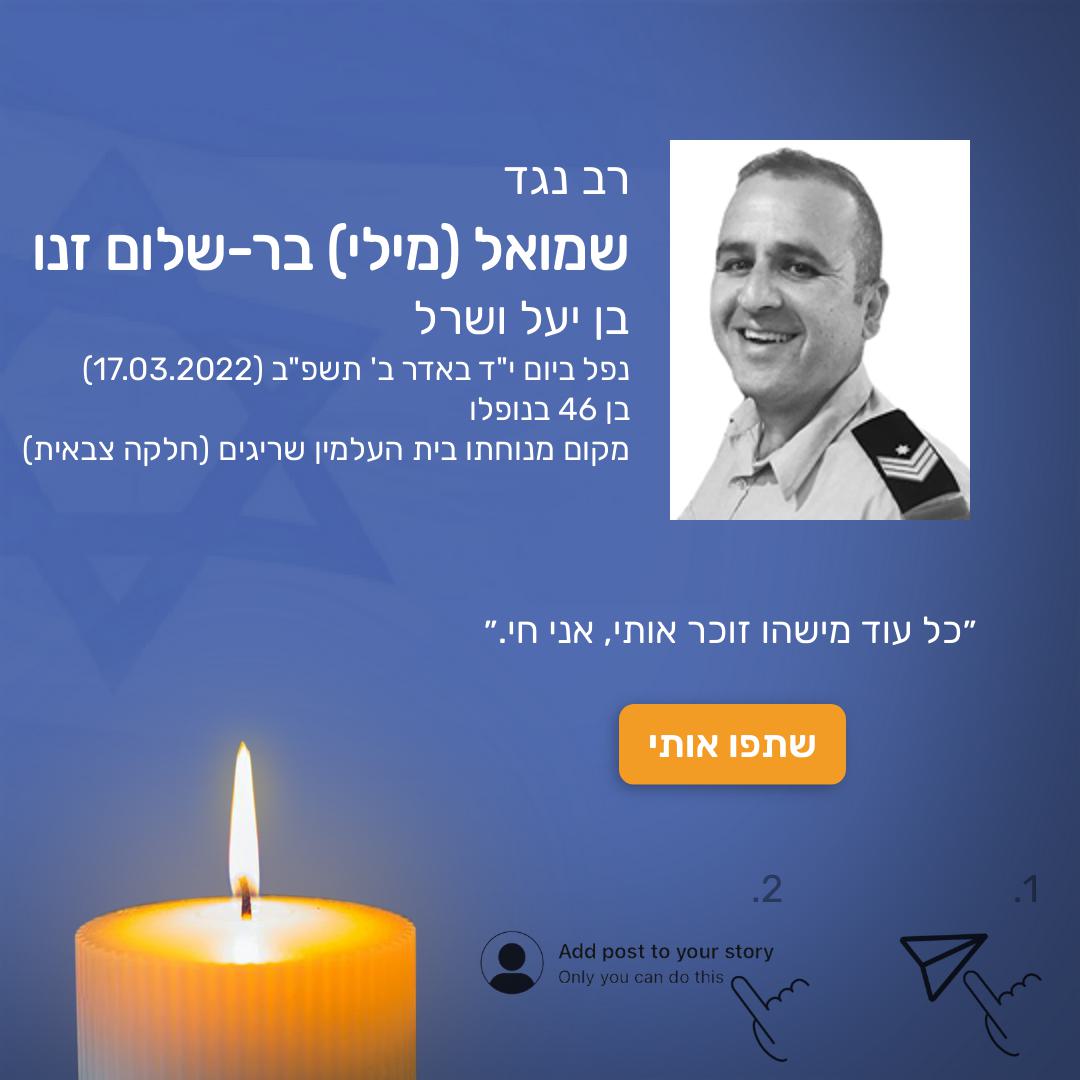 רב נגד
שמואל (מילי) בר-שלום זנו
בן יעל ושרל
נפל ביום י"ד באדר ב' תשפ"ב (17.03.2022)
בן 46 בנופלו
מקום מנוחתו בית העלמין שריגים (חלקה צבאית)
״כל עוד מישהו זוכר אותי, אני חי.״
שתפו אותי
.1
.2
Add post to your story
Only you can do this